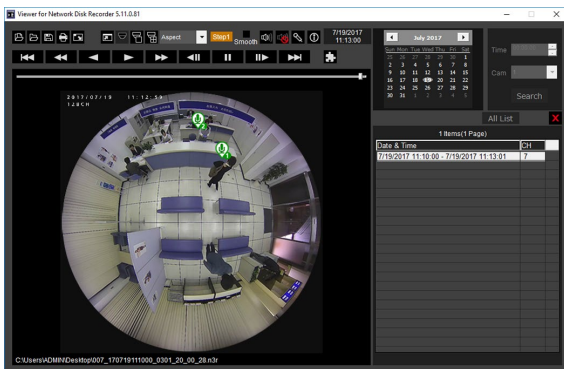 Viewer for Network Disk Recorder 5.11.0.81
Aspect
Step1
Smooth
7/19/2017
11:13:00
2017/07/19 11:12:59
128CH
2
1
C:\Users\ADMIN\Desktop\007_170719111000_0301_20_00_28.n3r
July 2017
Sun Mon Tue Wed Thu Fri Sat
25 26 27 28 29 30 1
2 3 4 5 6 7 8
9 10 11 12 13 14 15
16 17 18 19 20 21 22
23 24 25 26 27 28 29
30 31 1 2 3 4 5
Time
Cam
Search
All List
X
1 Items(1 Page)
Date & Time CH
7/19/2017 11:10:00 - 7/19/2017 11:13:01 7